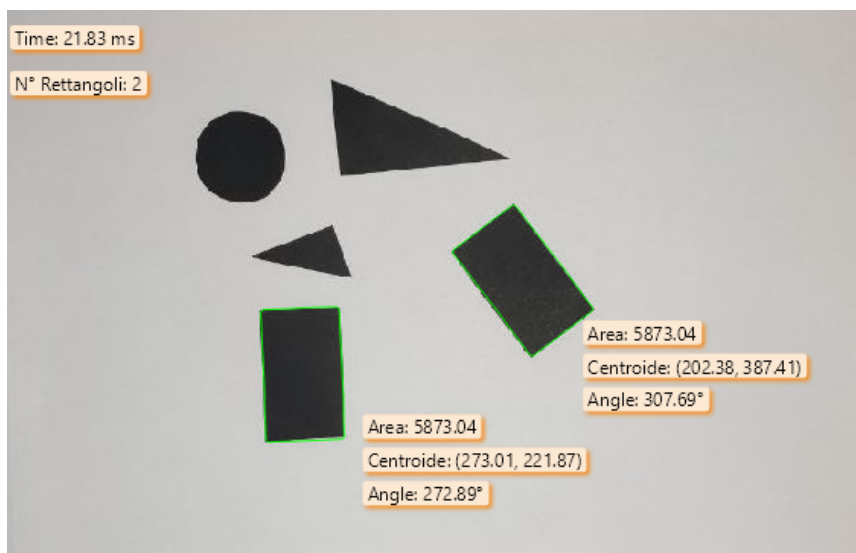 Time: 21.83 ms
N° Rettangoli: 2
Area: 5873.04
Centroide: (202.38, 387.41)
Angle: 307.69°
Area: 5873.04
Centroide: (273.01, 221.87)
Angle: 272.89°